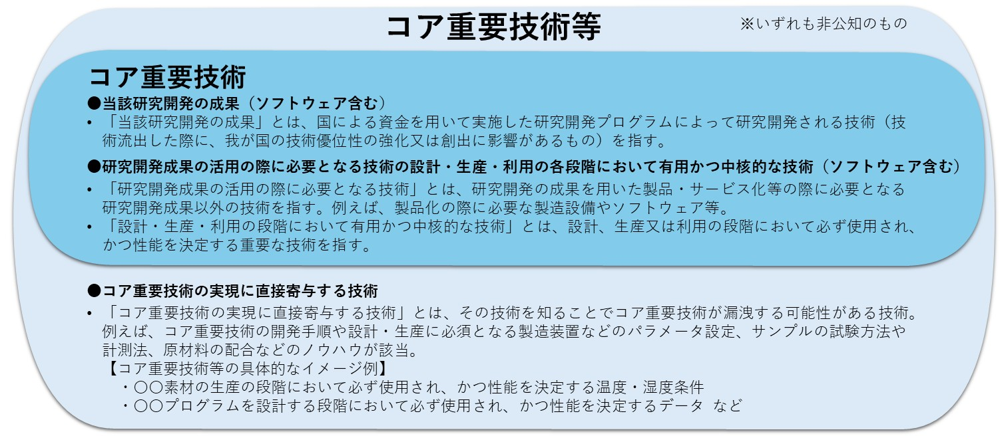 コア重要技術等
※いずれも非公知のもの
コア重要技術
●当該研究開発の成果（ソフトウェア含む）
• 「当該研究開発の成果」とは、国による資金を用いて実施した研究開発プログラムによって研究開発される技術（技
術流出した際に、我が国の技術優位性の強化又は創出に影響があるもの）を指す。
●研究開発成果の活用の際に必要となる技術の設計・生産・利用の各段階において有用かつ中核的な技術（ソフトウェア含む）
• 「研究開発成果の活用の際に必要となる技術」とは、研究開発の成果を用いた製品・サービス化等の際に必要となる
研究開発成果以外の技術を指す。例えば、製品化の際に必要な製造設備やソフトウェア等。
• 「設計・生産・利用の段階において有用かつ中核的な技術」とは、設計、生産又は利用の段階において必ず使用され、
かつ性能を決定する重要な技術を指す。
●コア重要技術の実現に直接寄与する技術
• 「コア重要技術の実現に直接寄与する技術」とは、その技術を知ることでコア重要技術が漏洩する可能性がある技術。
例えば、コア重要技術の開発手順や設計・生産に必須となる製造装置などのパラメータ設定、サンプルの試験方法や
計測法、原材料の配合などのノウハウが該当。
【コア重要技術等の具体的なイメージ例】
・〇〇素材の生産の段階において必ず使用され、かつ性能を決定する温度・湿度条件
・〇〇プログラムを設計する段階において必ず使用され、かつ性能を決定するデータ など